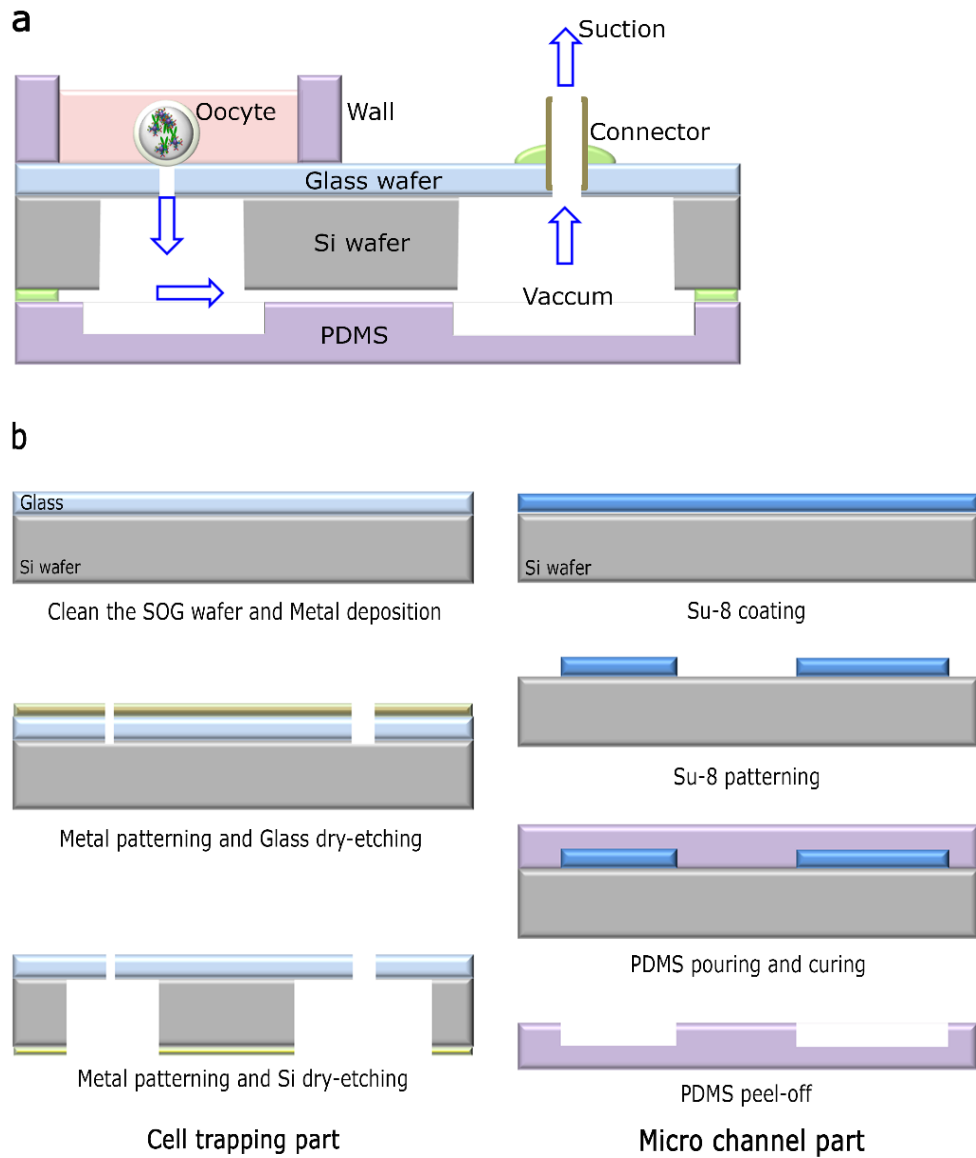 a
Suction
Oocyte
Wall
Connector
Glass wafer
Si wafer
Vaccum
PDMS
b
Glass
Si wafer
Clean the SOG wafer and Metal deposition
Metal patterning and Glass dry-etching
Metal patterning and Si dry-etching
Cell trapping part
Si wafer
Su-8 coating
Su-8 patterning
PDMS pouring and curing
PDMS peel-off
Micro channel part